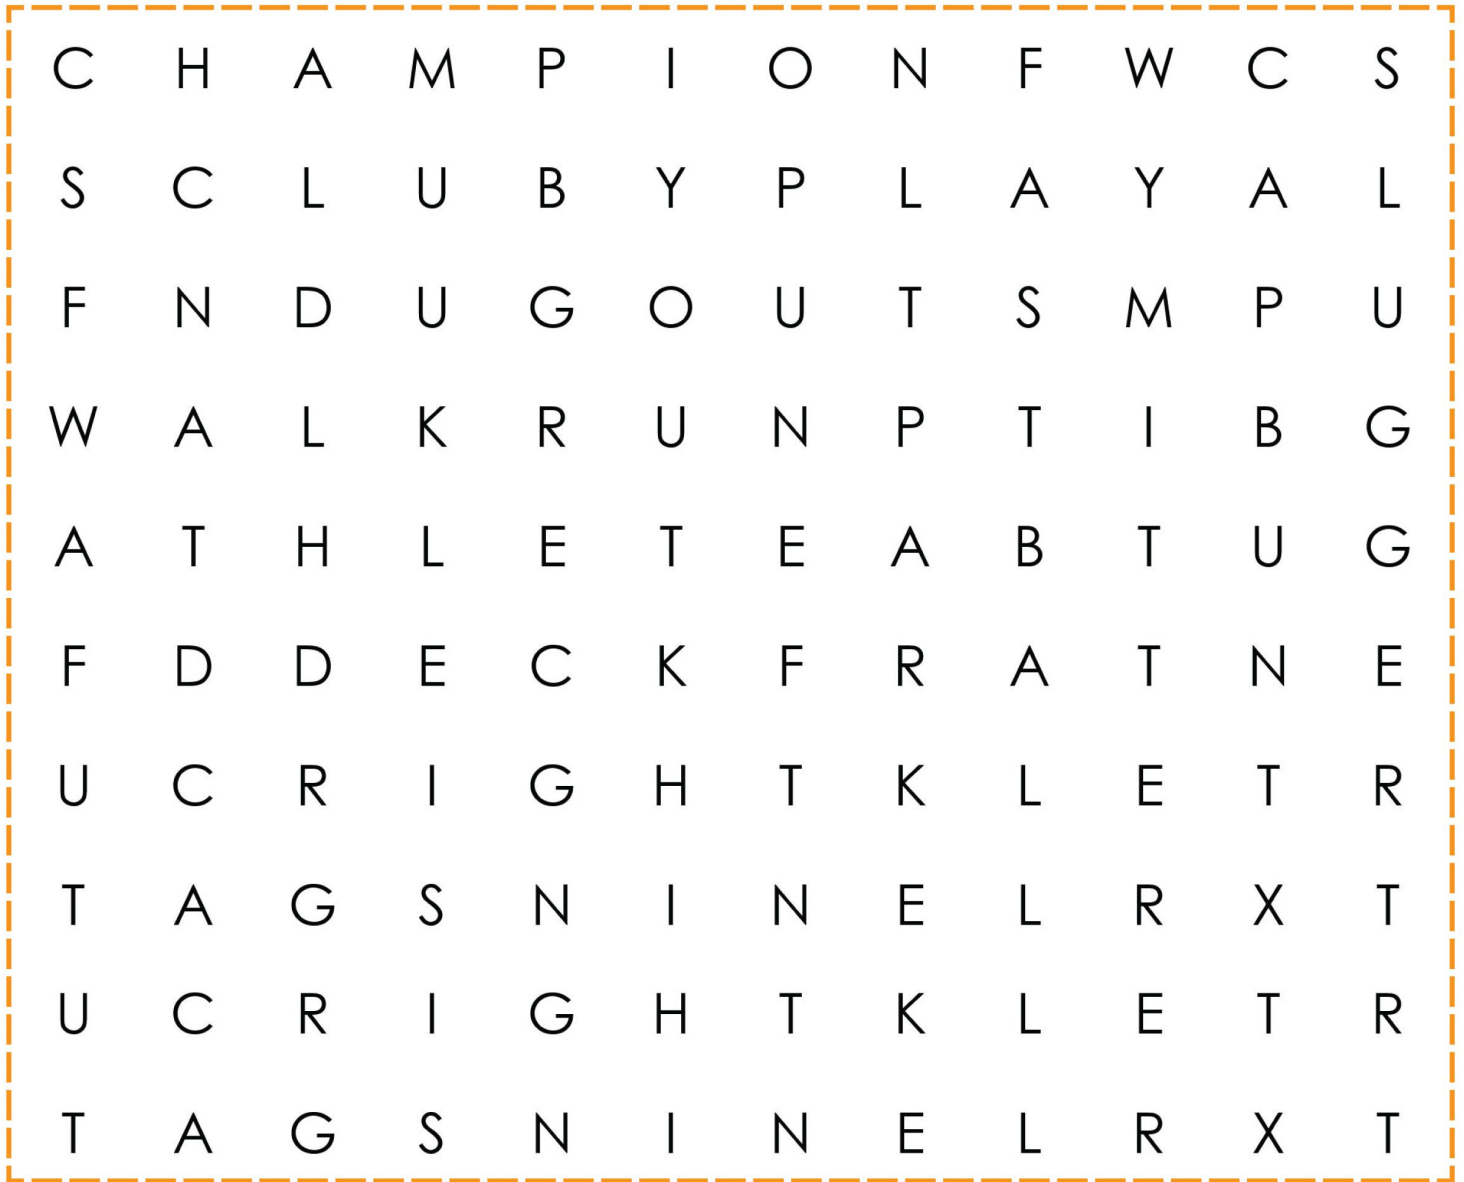 C H A M P I O N F W C S
S C L U B Y P L A Y A L
F N D U G O U T S M P U
W A L K R U N P T I B G
A T H L E T E A B T U G
F D D E C K F R A T N E
U C R I G H T K L E T R
T A G S N I N E L R X T
U C R I G H T K L E T R
T A G S N I N E L R X T